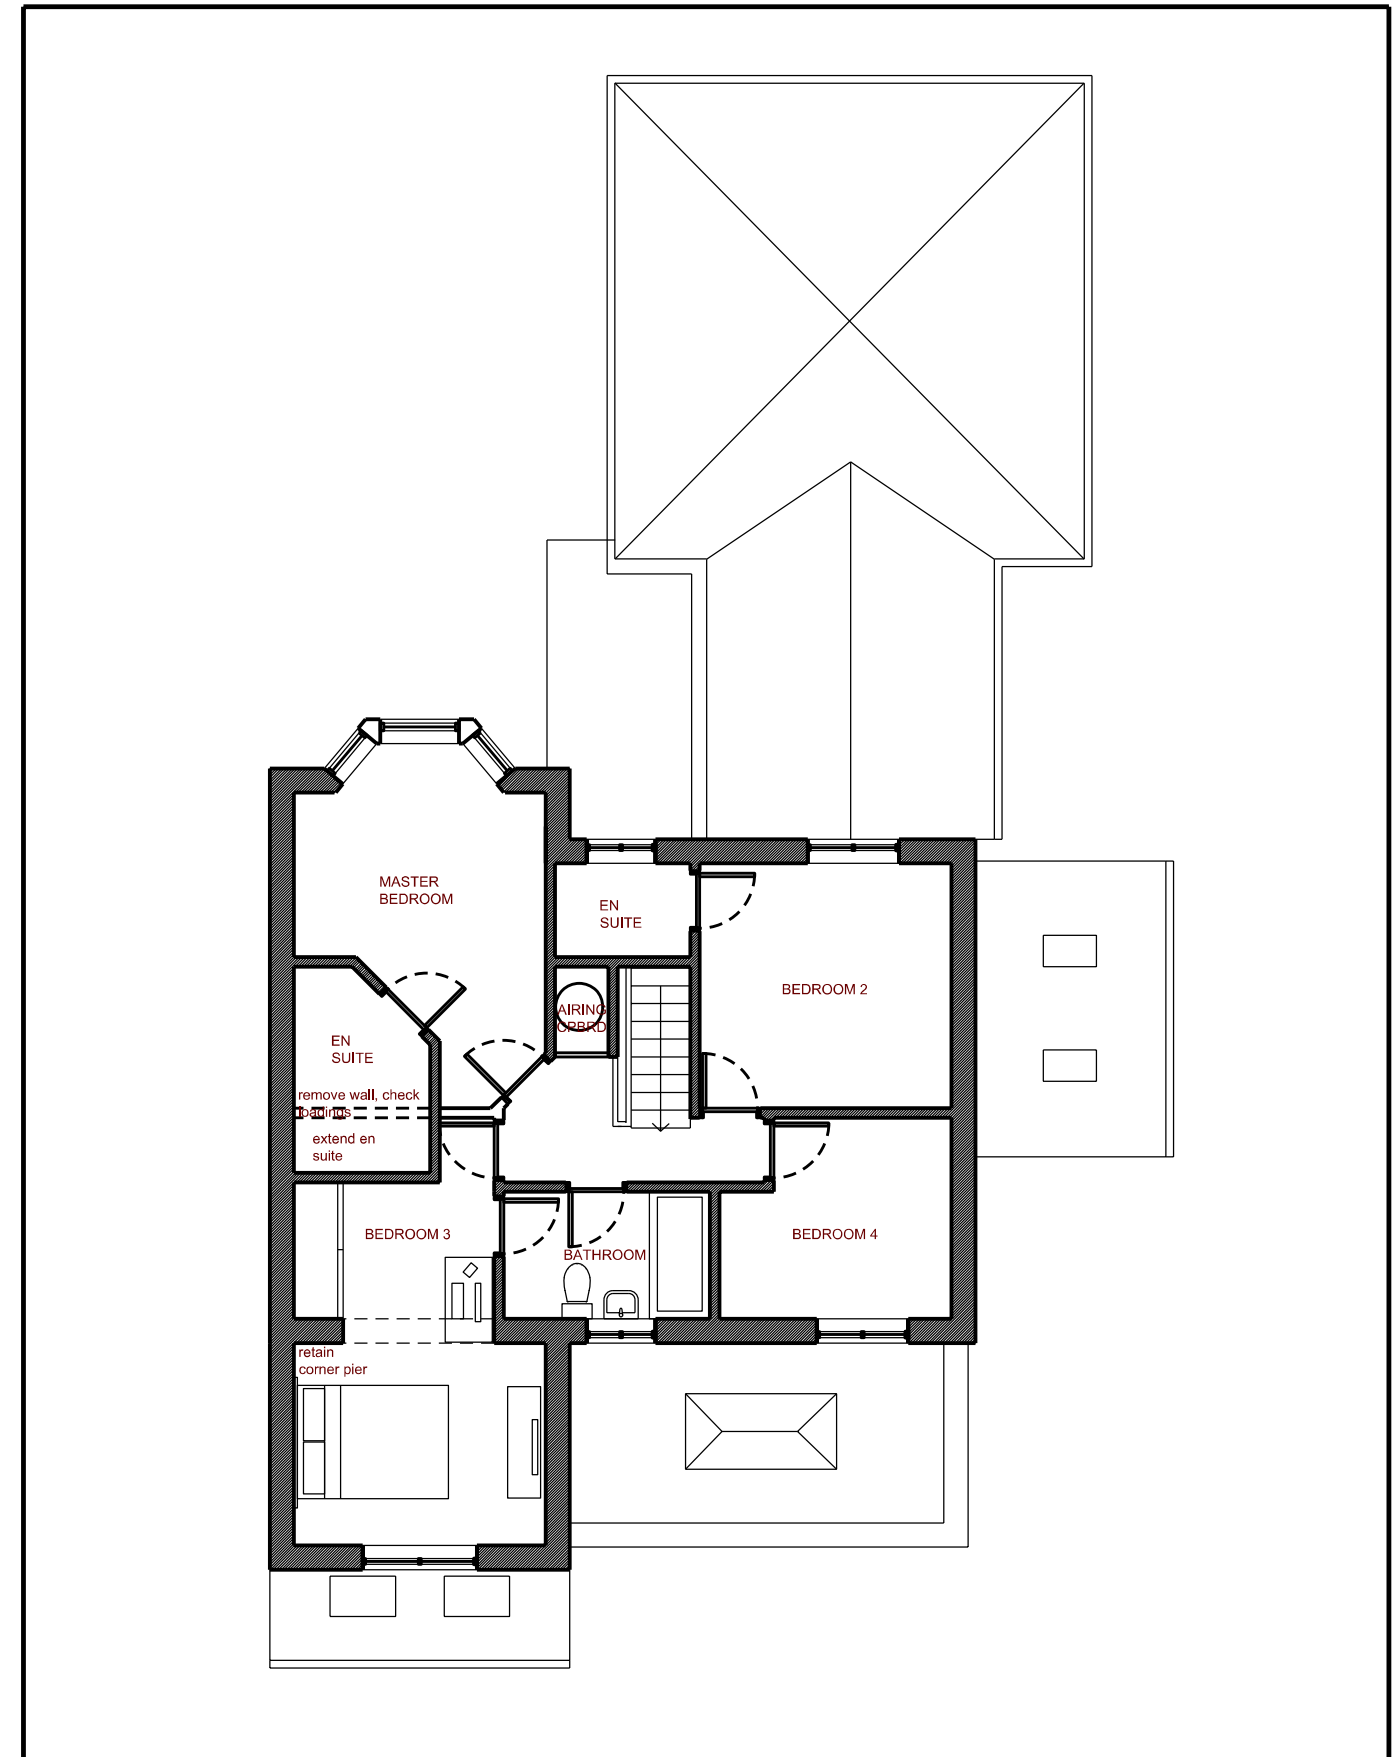 MASTER
BEDROOM
EN
SUITE
BEDROOM 2
AIRING
CPBRD
EN
SUITE
remove wall, check
loadings
extend en
suite
BEDROOM 3
BATHROOM
BEDROOM 4
retain
corner pier